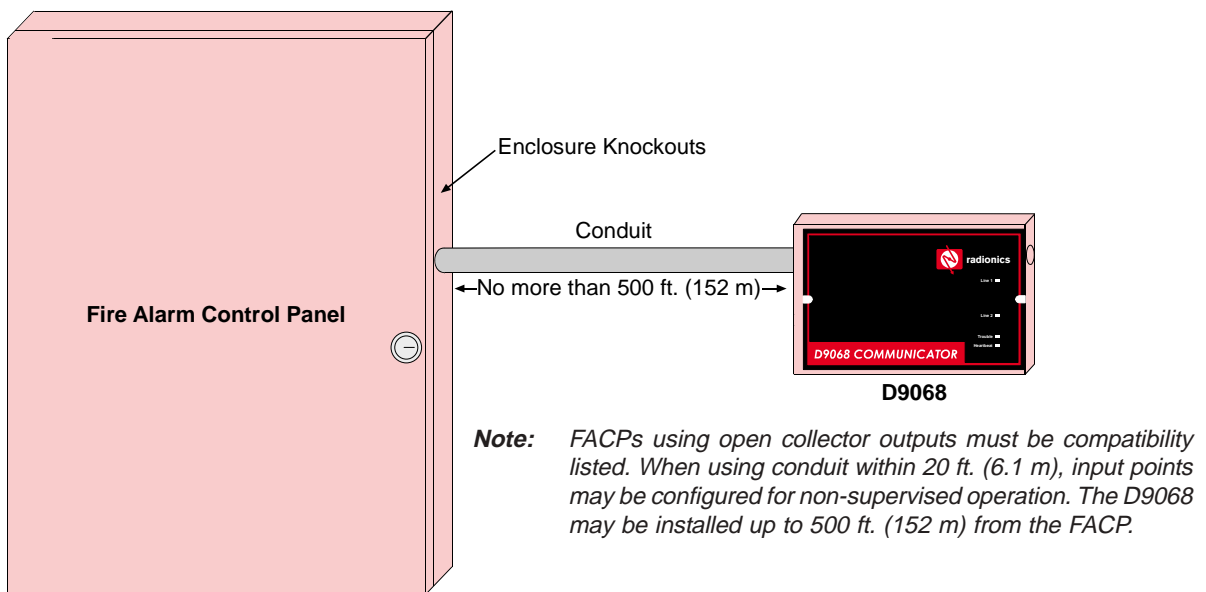 Enclosure Knockouts
Conduit
No more than 500 ft. (152 m)
Fire Alarm Control Panel
radionics
Line 1
Line 2
Trouble
Heartbeat
D9068 COMMUNICATOR
D9068
Note: FACPs using open collector outputs must be compatibility
listed. When using conduit within 20 ft. (6.1 m), input points
may be configured for non-supervised operation. The D9068
may be installed up to 500 ft. (152 m) from the FACP.